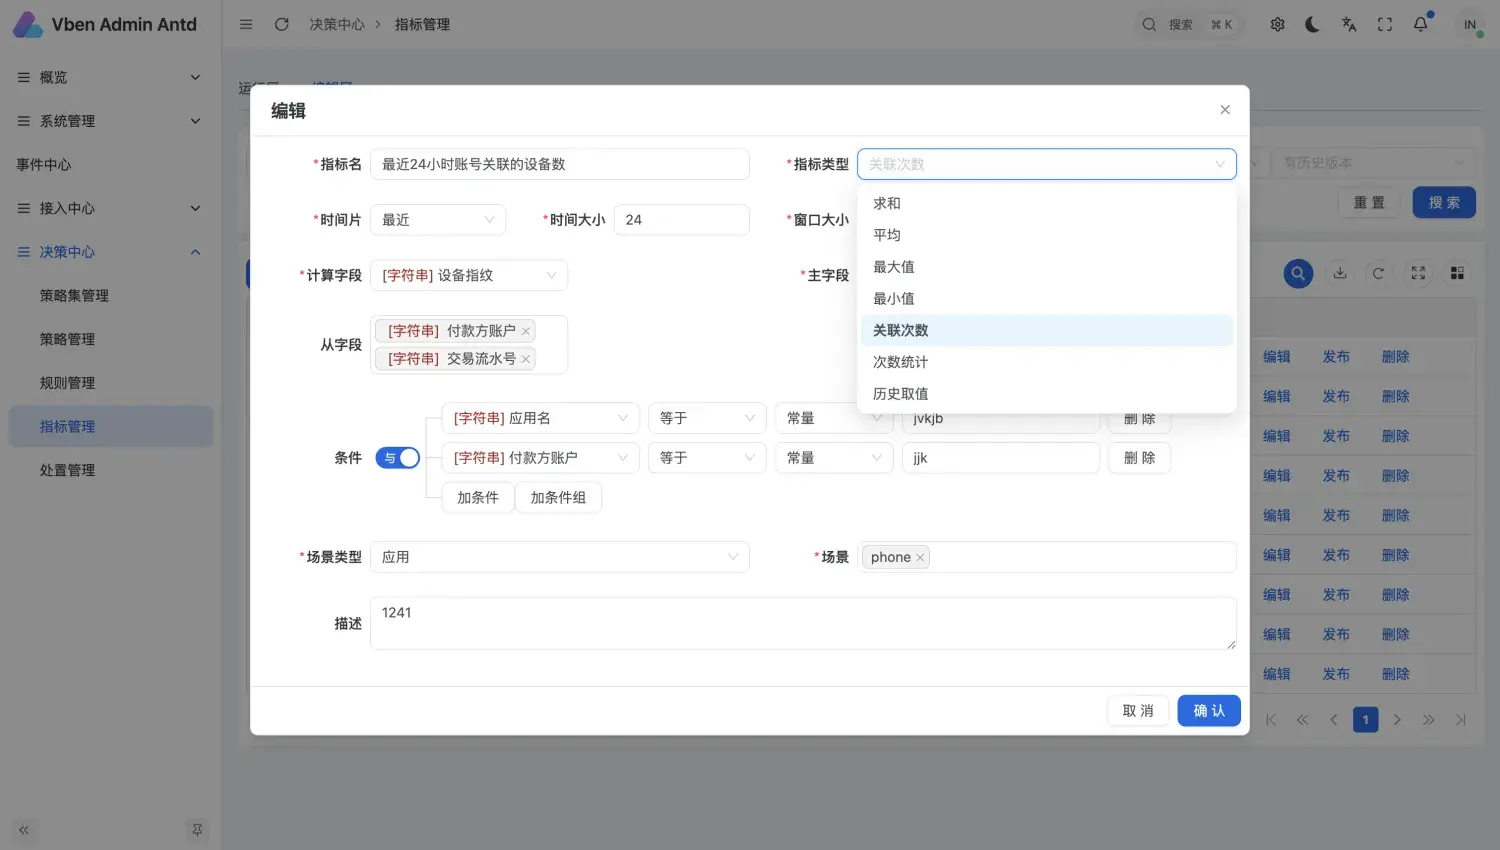 Vben Admin Antd
决策中心 > 指标管理
搜索 ⌘ K
IN
概览
系统管理
事件中心
接入中心
决策中心
策略集管理
策略管理
规则管理
指标管理
处置管理
编辑
*指标名 最近24小时账号关联的设备数 *指标类型 关联次数
有历史版本
*时间片 最近 *时间大小 24 *窗口大小
重 置 搜 索
*计算字段 [字符串] 设备指纹 *主字段
从字段
[字符串] 付款方账户 ×
[字符串] 交易流水号 ×
求和
平均
最大值
最小值
关联次数
次数统计
历史取值
条件 与
[字符串] 应用名 等于 常量 jvkjb 删 除
[字符串] 付款方账户 等于 常量 jjk 删 除
加条件 加条件组
*场景类型 应用 *场景 phone ×
描述 1241
取 消 确 认
编辑 发布 删除
编辑 发布 删除
编辑 发布 删除
编辑 发布 删除
编辑 发布 删除
编辑 发布 删除
编辑 发布 删除
编辑 发布 删除
编辑 发布 删除
1